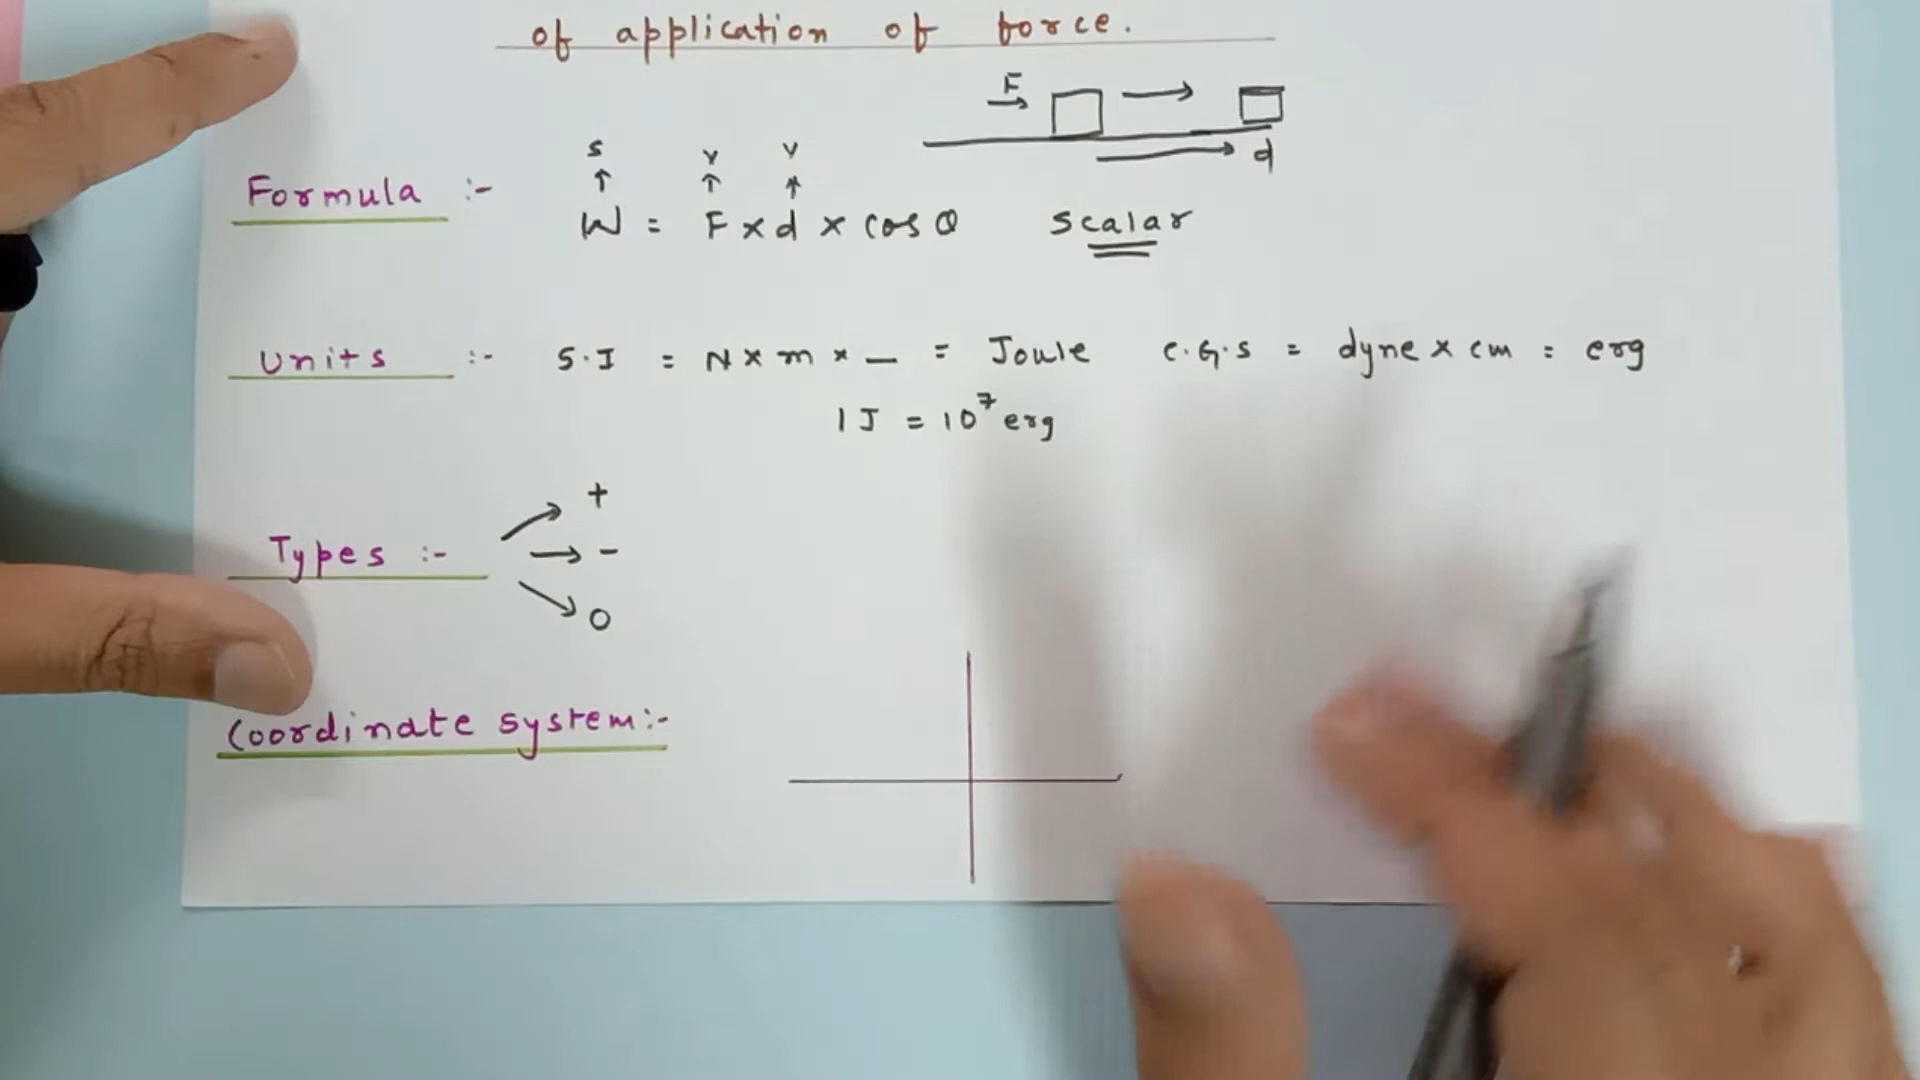 of application of force.
F
d
S V V
↑ ↑ ↑
Formula :- W = F x d x cos θ Scalar
Units :- S.I = N x m x _ = Joule C.G.S = dyne x cm = erg
1 J = 10⁷ erg
+
Types :- → -
0
Coordinate system:-